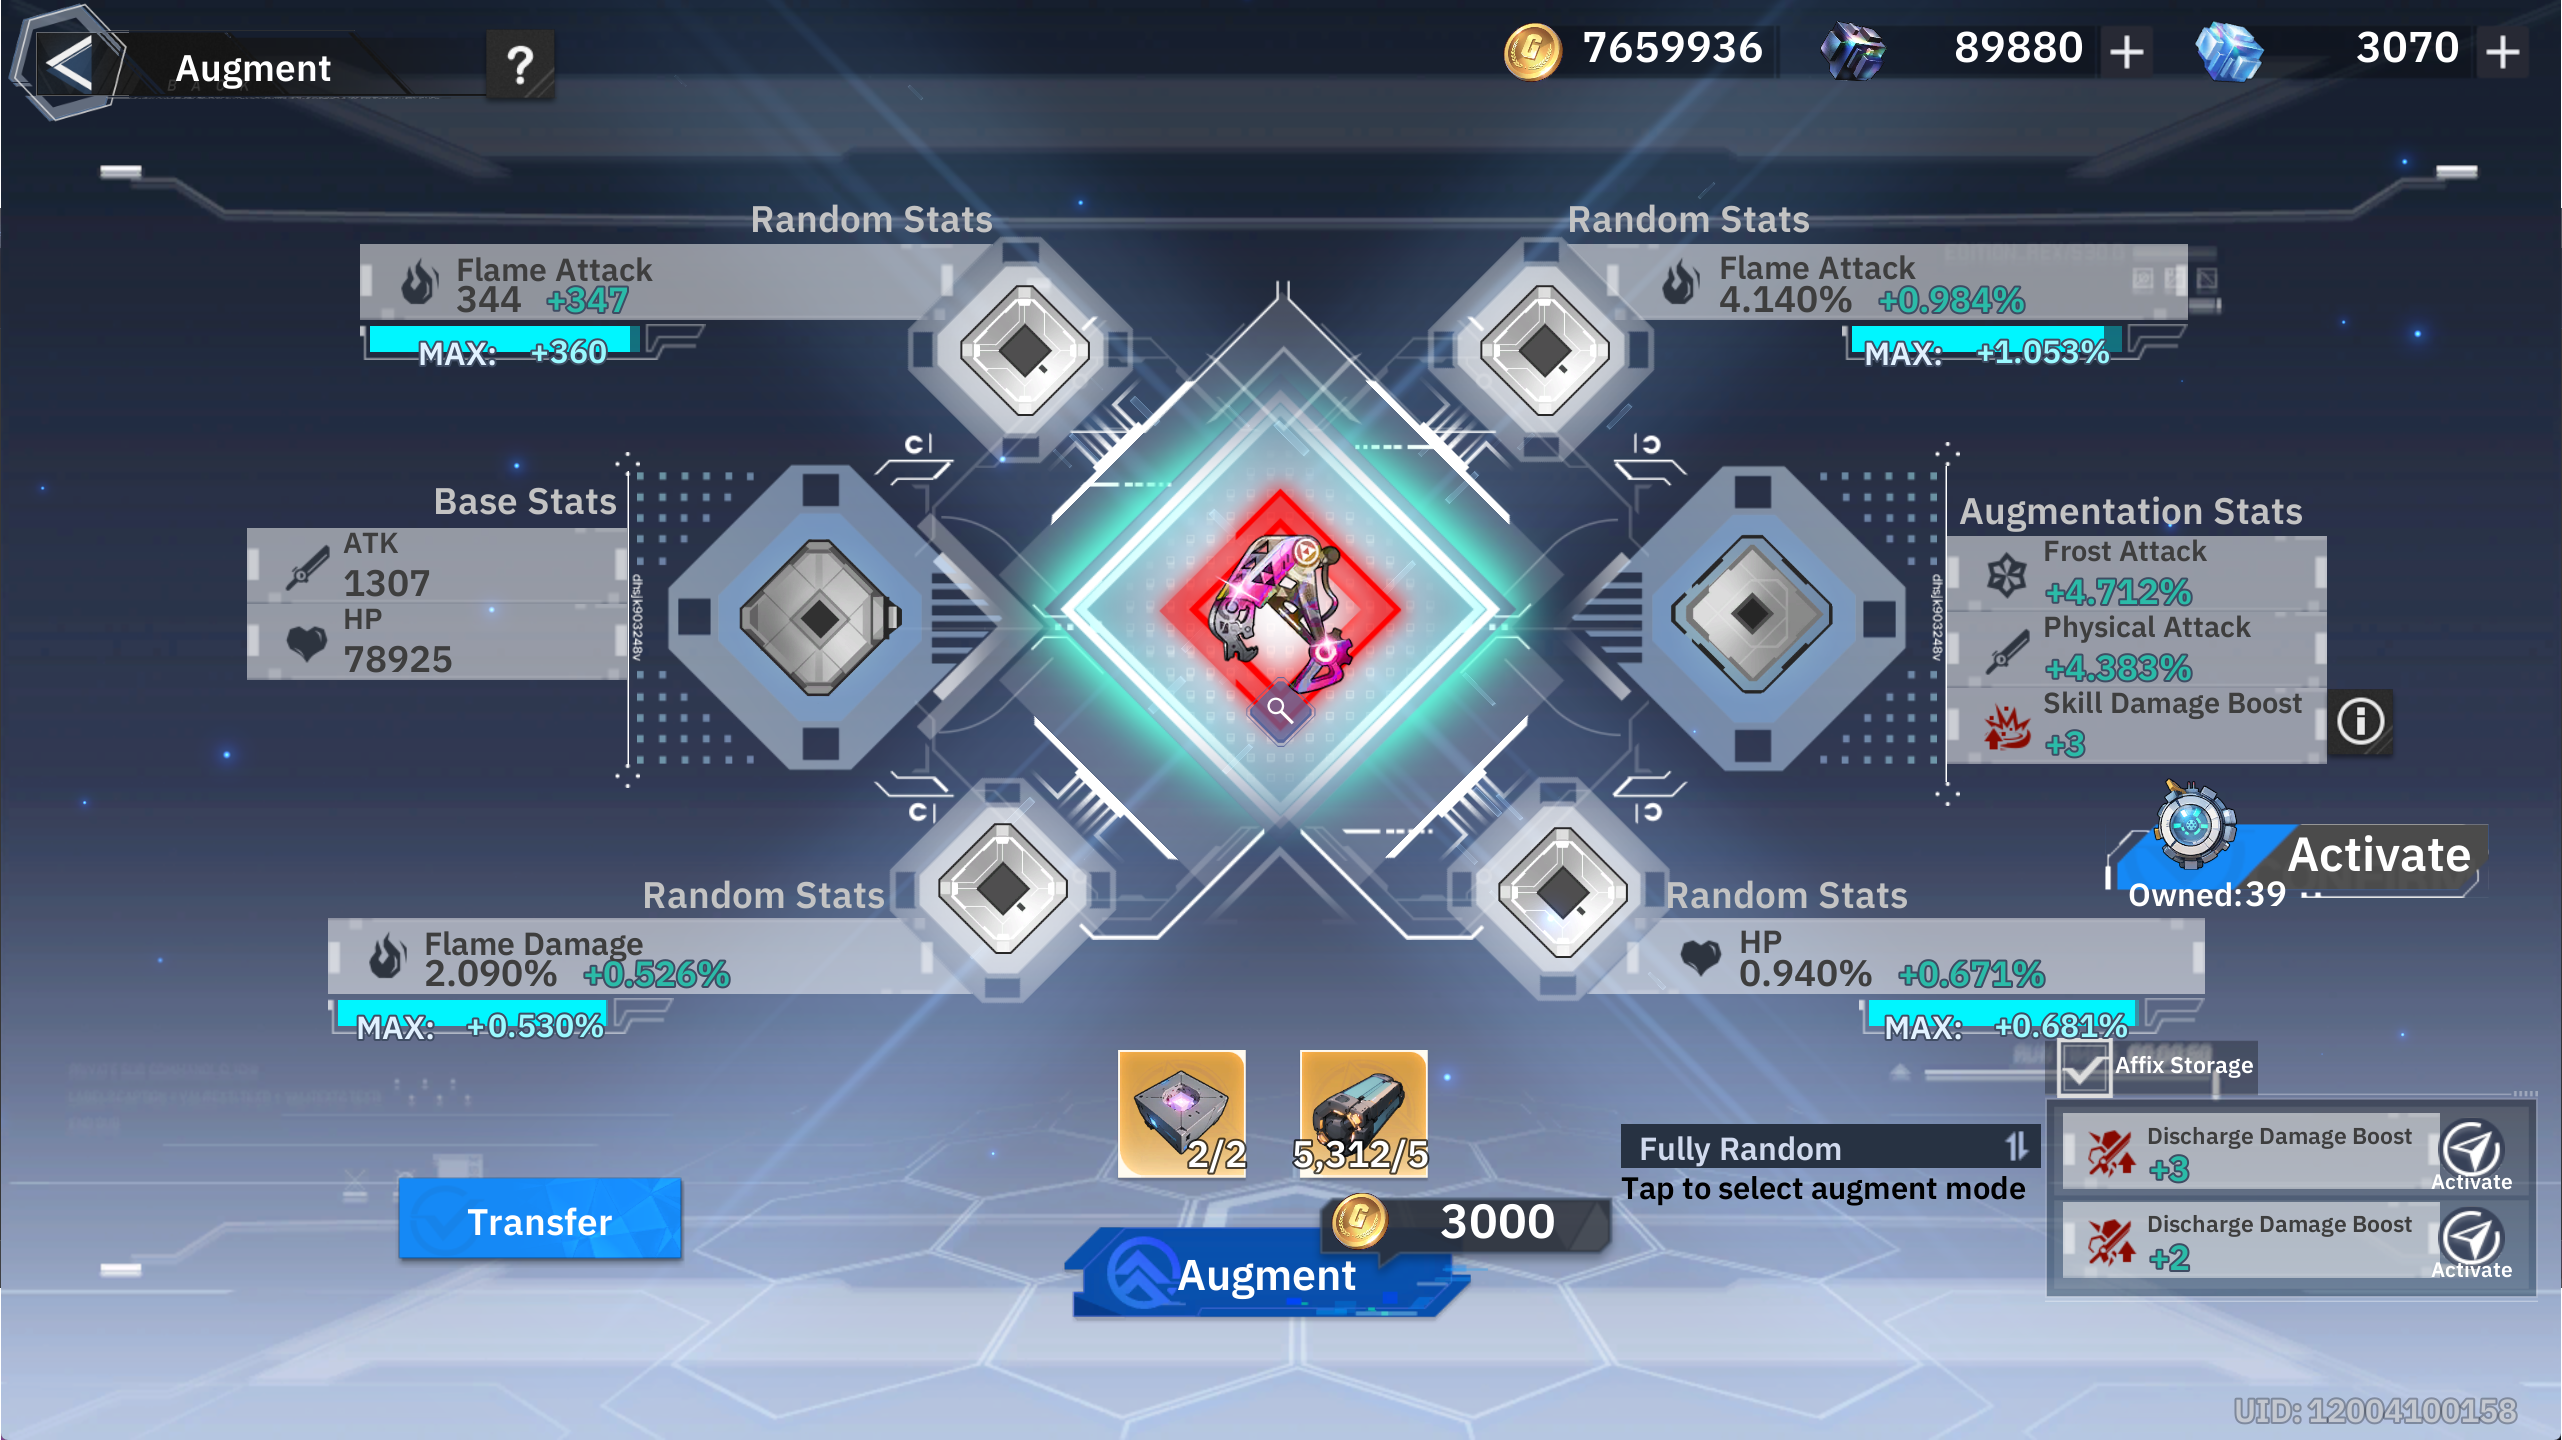 Augment
?
7659936
89880
3070
Random Stats
Flame Attack
344 +347
MAX: +360
Random Stats
Flame Attack
4.140% +0.984%
MAX: +1.053%
Base Stats
ATK
1307
HP
78925
dhsjk903248v
dhsjk903248v
Augmentation Stats
Frost Attack
+4.712%
Physical Attack
+4.383%
Skill Damage Boost
+3
Activate
Owned:39
Random Stats
Flame Damage
2.090% +0.526%
MAX: +0.530%
Random Stats
HP
0.940% +0.671%
MAX: +0.681%
Affix Storage
Discharge Damage Boost
+3
Activate
Discharge Damage Boost
+2
Activate
2/2
5,312/5
Fully Random
Tap to select augment mode
Transfer
3000
Augment
UID: 12004100158